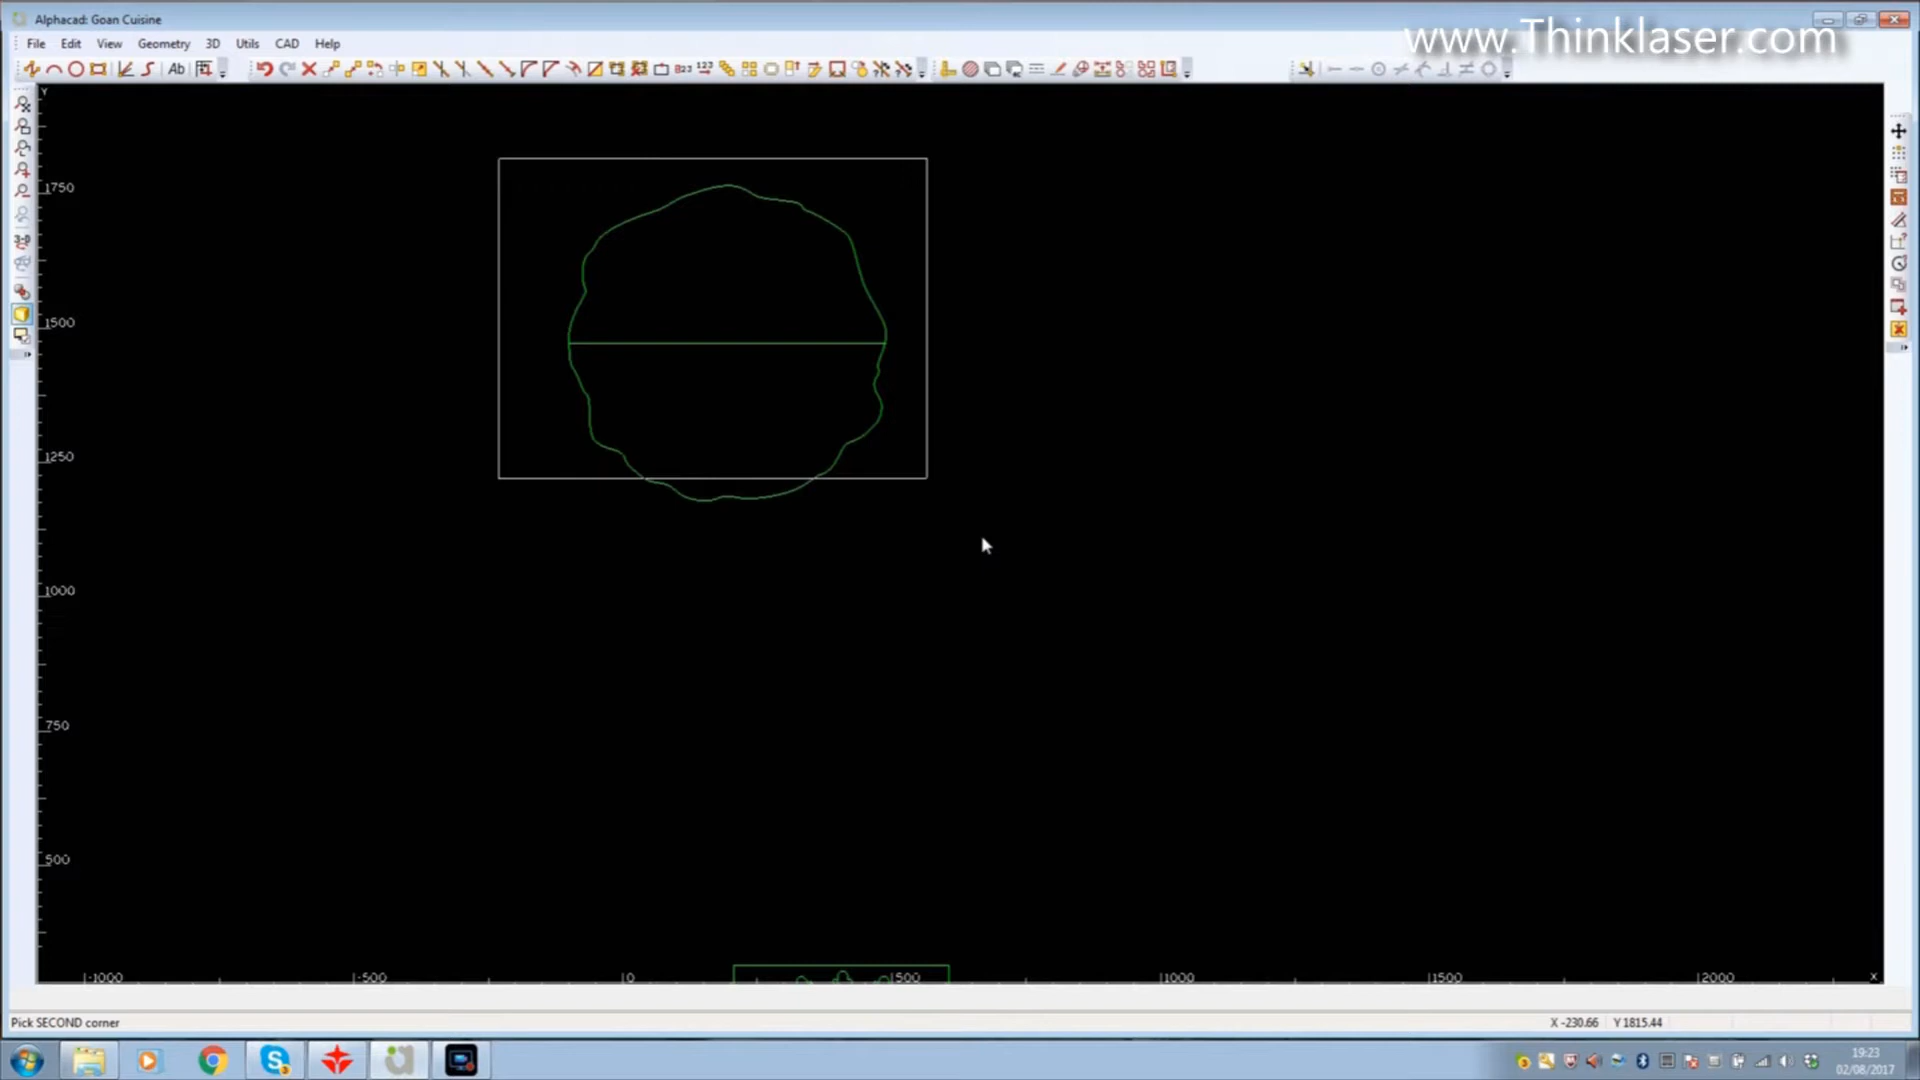 Alphacad: Goan Cuisine
www.Thinklaser.com
File Edit View Geometry 3D Utils CAD Help
Ab
123
Y
1750
1500
1250
1000
750
500
-1000 -500 0 500 1000 1500 2000 X
Pick SECOND corner
X -230.66 Y 1815.44
19:23
02/08/2017